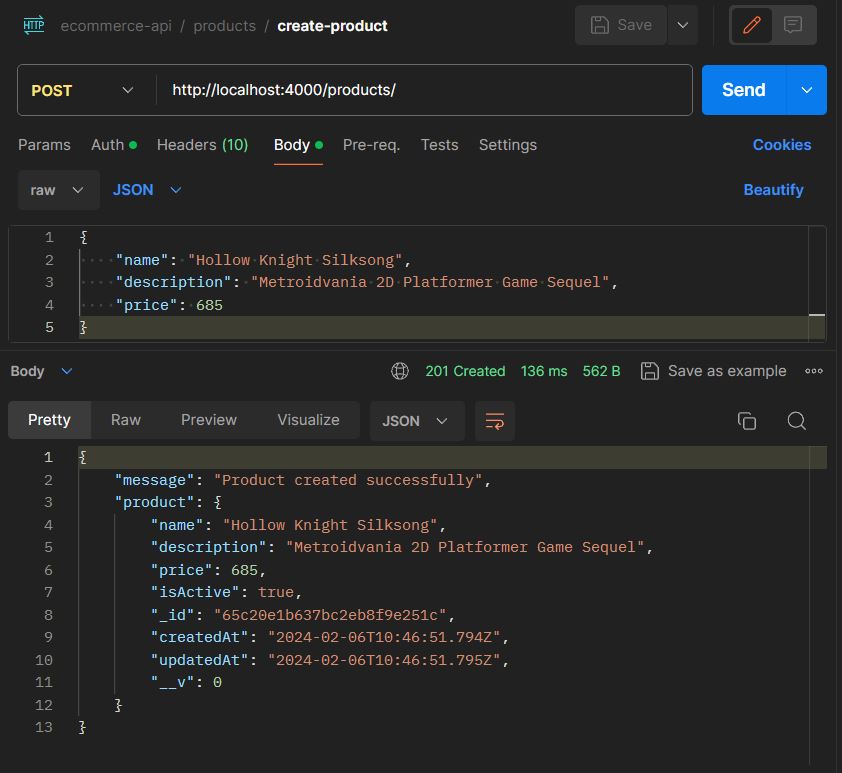 HTTP ecommerce-api / products / create-product Save
POST http://localhost:4000/products/ Send
Params Auth Headers (10) Body Pre-req. Tests Settings Cookies
raw JSON Beautify
1 {
2 "name": "Hollow Knight Silksong",
3 "description": "Metroidvania 2D Platformer Game Sequel",
4 "price": 685
5 }
Body 201 Created 136 ms 562 B Save as example
Pretty Raw Preview Visualize JSON
1 {
2 "message": "Product created successfully",
3 "product": {
4 "name": "Hollow Knight Silksong",
5 "description": "Metroidvania 2D Platformer Game Sequel",
6 "price": 685,
7 "isActive": true,
8 "_id": "65c20e1b637bc2eb8f9e251c",
9 "createdAt": "2024-02-06T10:46:51.794Z",
10 "updatedAt": "2024-02-06T10:46:51.795Z",
11 "__v": 0
12 }
13 }